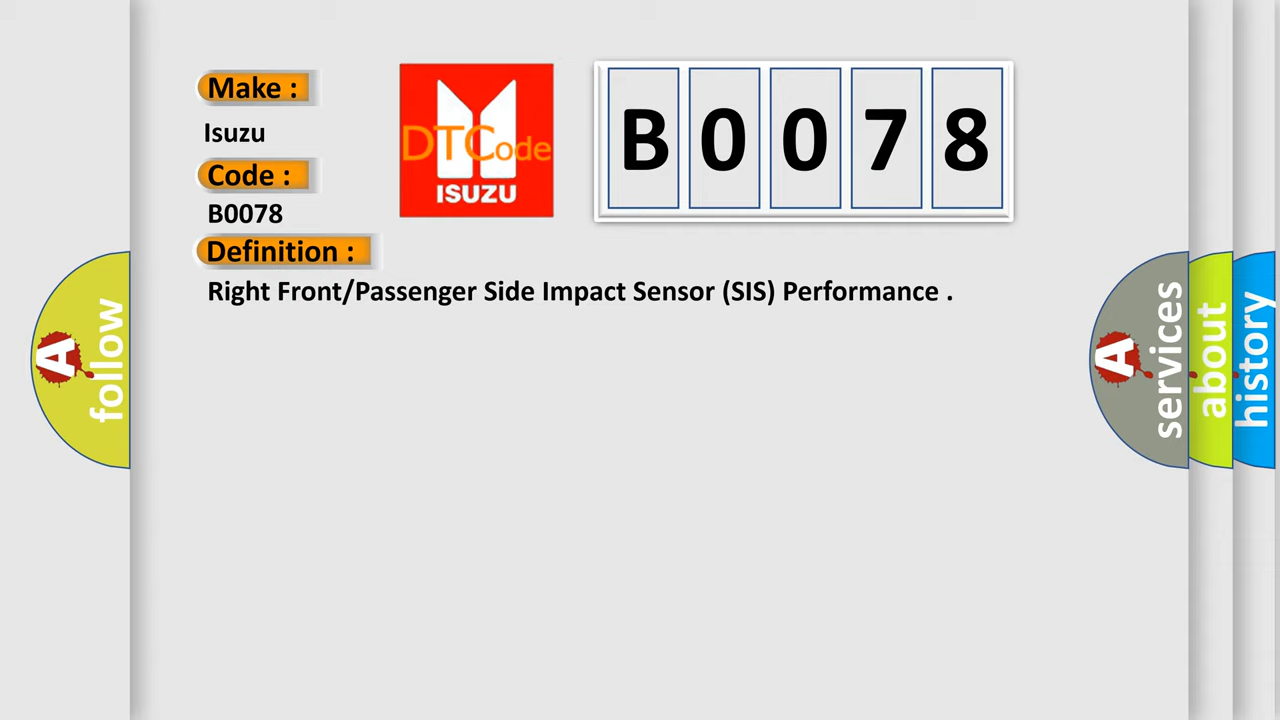 Make :
Isuzu
Code :
B0078
Definition :
Right Front/Passenger Side Impact Sensor (SIS) Performance .
DTCode
ISUZU
B 0 0 7 8
A follow
A services
about
history